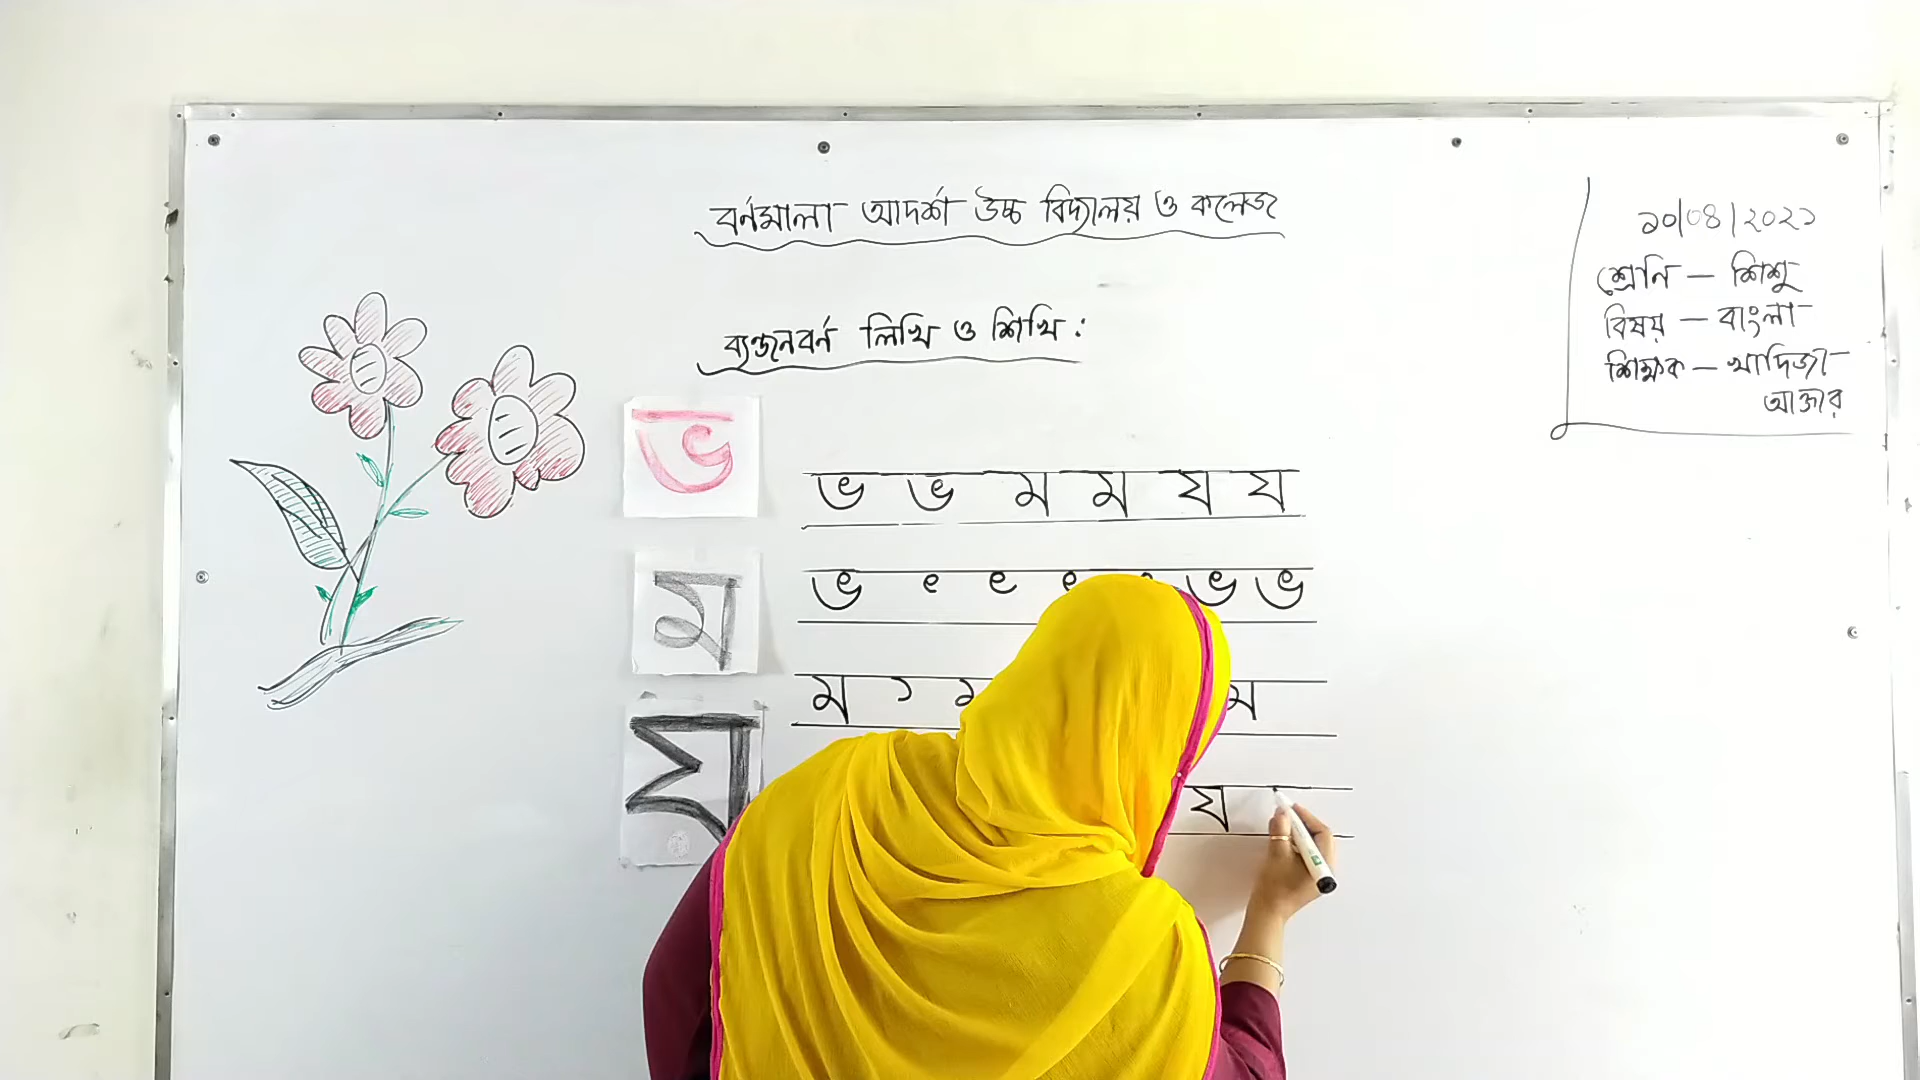 বর্নমালা আদর্শ উচ্চ বিদ্যালয় ও কলেজ
১০/০৪/২০২১
শ্রেনি - শিশু
বিষয় - বাংলা
শিক্ষক - খাদিজা
আক্তার
ব্যঞ্জনবর্ন লিখি ও শিখি:
ভ
ভ ভ ম ম য য
ম
ভ ভ ভ
ম ম
য
য